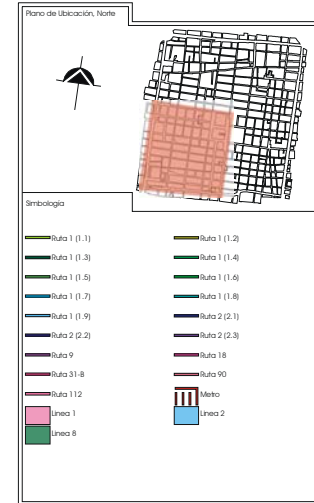 Plano de Ubicación, Norte
Simbología
Ruta 1 (1.1)
Ruta 1 (1.2)
Ruta 1 (1.3)
Ruta 1 (1.4)
Ruta 1 (1.5)
Ruta 1 (1.6)
Ruta 1 (1.7)
Ruta 1 (1.8)
Ruta 1 (1.9)
Ruta 2 (2.1)
Ruta 2 (2.2)
Ruta 2 (2.3)
Ruta 9
Ruta 18
Ruta 31-B
Ruta 90
Ruta 112
Metro
Linea 1
Linea 2
Linea 8